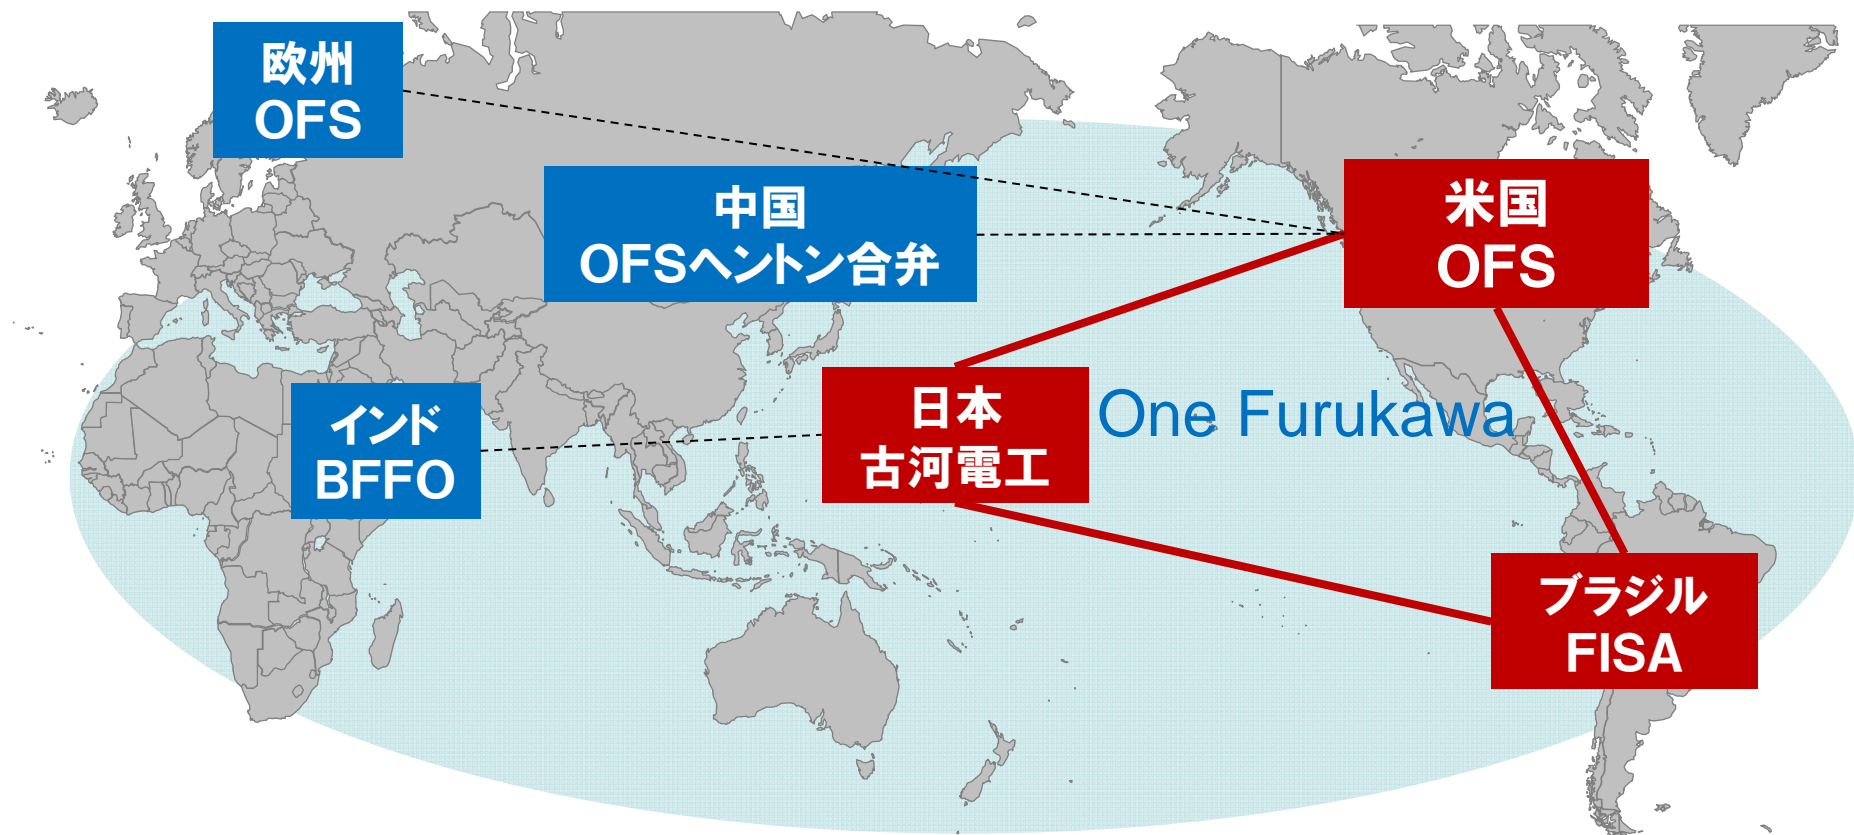 欧州
OFS
中国
OFSヘントン合弁
米国
OFS
インド
BFFO
日本
古河電工
One Furukawa
ブラジル
FISA